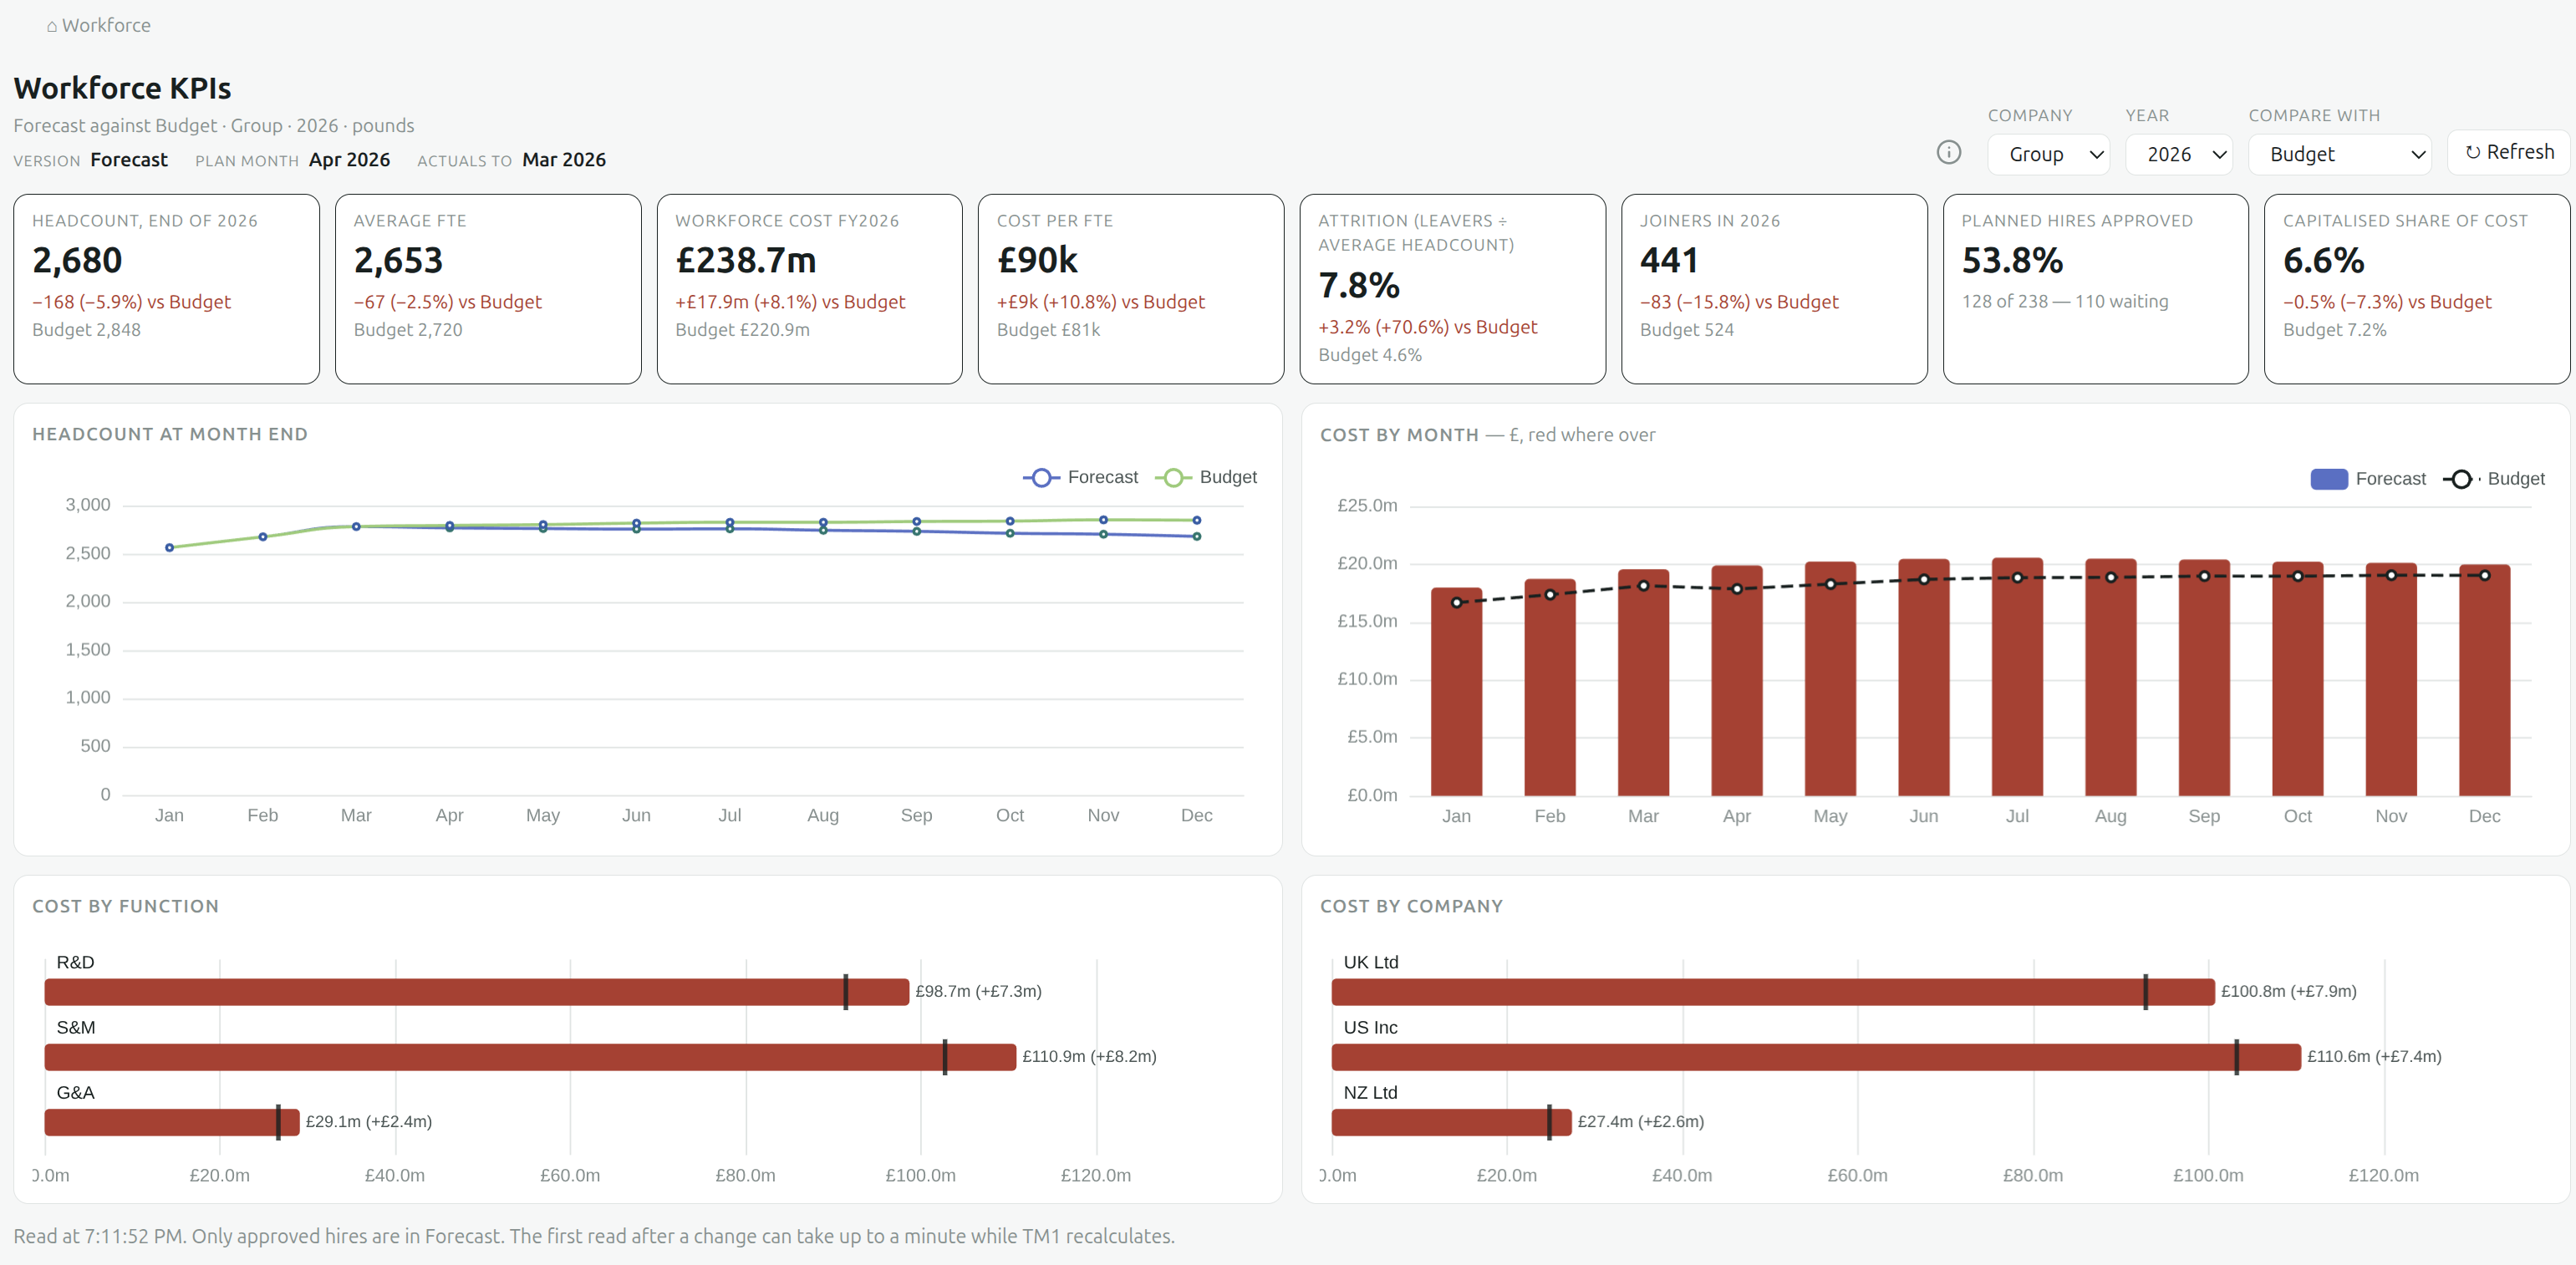 ⌂ Workforce
Workforce KPIs
Forecast against Budget · Group · 2026 · pounds
VERSION Forecast PLAN MONTH Apr 2026 ACTUALS TO Mar 2026
COMPANY YEAR COMPARE WITH
Group 2026 Budget ↻ Refresh
HEADCOUNT, END OF 2026
2,680
−168 (−5.9%) vs Budget
Budget 2,848
AVERAGE FTE
2,653
−67 (−2.5%) vs Budget
Budget 2,720
WORKFORCE COST FY2026
£238.7m
+£17.9m (+8.1%) vs Budget
Budget £220.9m
COST PER FTE
£90k
+£9k (+10.8%) vs Budget
Budget £81k
ATTRITION (LEAVERS ÷
AVERAGE HEADCOUNT)
7.8%
+3.2% (+70.6%) vs Budget
Budget 4.6%
JOINERS IN 2026
441
−83 (−15.8%) vs Budget
Budget 524
PLANNED HIRES APPROVED
53.8%
128 of 238 — 110 waiting
CAPITALISED SHARE OF COST
6.6%
−0.5% (−7.3%) vs Budget
Budget 7.2%
HEADCOUNT AT MONTH END
Forecast Budget
3,000
2,500
2,000
1,500
1,000
500
0
Jan Feb Mar Apr May Jun Jul Aug Sep Oct Nov Dec
COST BY MONTH — £, red where over
Forecast Budget
£25.0m
£20.0m
£15.0m
£10.0m
£5.0m
£0.0m
Jan Feb Mar Apr May Jun Jul Aug Sep Oct Nov Dec
COST BY FUNCTION
R&D
£98.7m (+£7.3m)
S&M
£110.9m (+£8.2m)
G&A
£29.1m (+£2.4m)
0.0m £20.0m £40.0m £60.0m £80.0m £100.0m £120.0m
COST BY COMPANY
UK Ltd
£100.8m (+£7.9m)
US Inc
£110.6m (+£7.4m)
NZ Ltd
£27.4m (+£2.6m)
0.0m £20.0m £40.0m £60.0m £80.0m £100.0m £120.0m
Read at 7:11:52 PM. Only approved hires are in Forecast. The first read after a change can take up to a minute while TM1 recalculates.